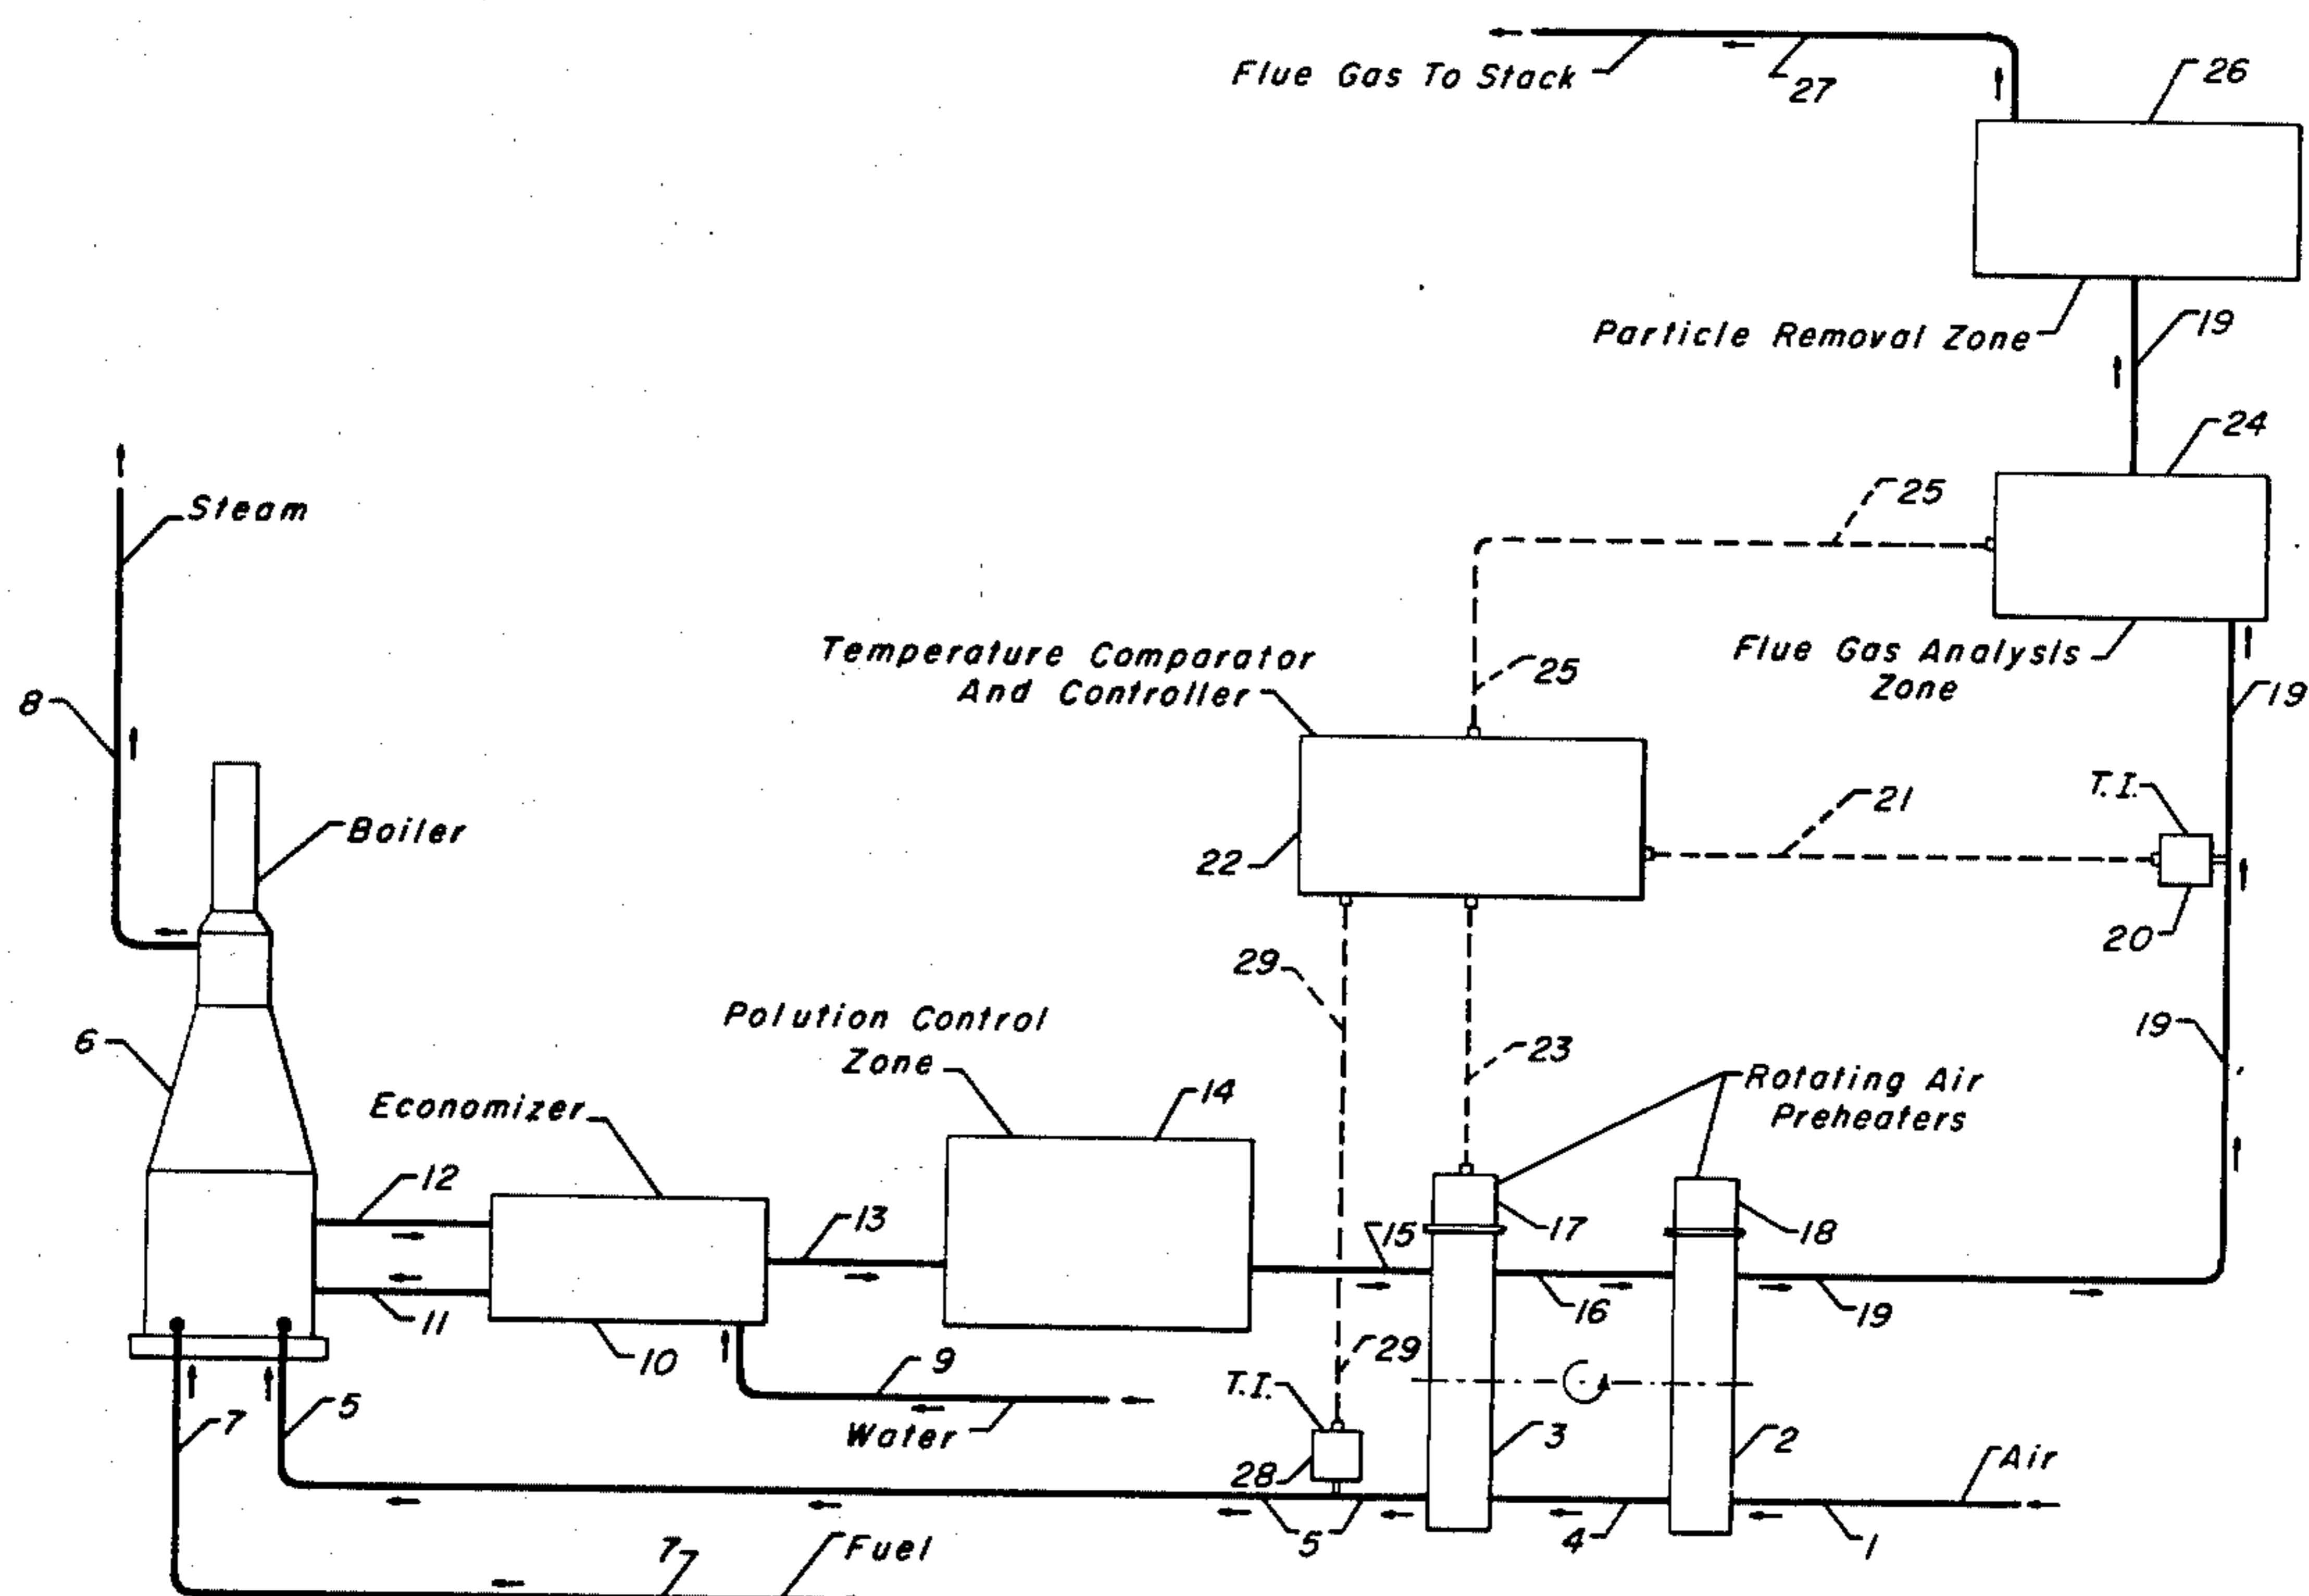 Flue Gas To Stack
27
26
Particle Removal Zone
19
24
25
Steam
Flue Gas Analysis
Zone
Temperature Comparator
And Controller
25
19
8
T.I.
21
Boiler
22
20
29
Polution Control
Zone
19
6
23
Rotating Air
Preheaters
Economizer
14
12
13
15
17
18
11
16
19
10
9
29
T.I.
5
7
Water
3
2
28
Air
5
4
1
7
Fuel